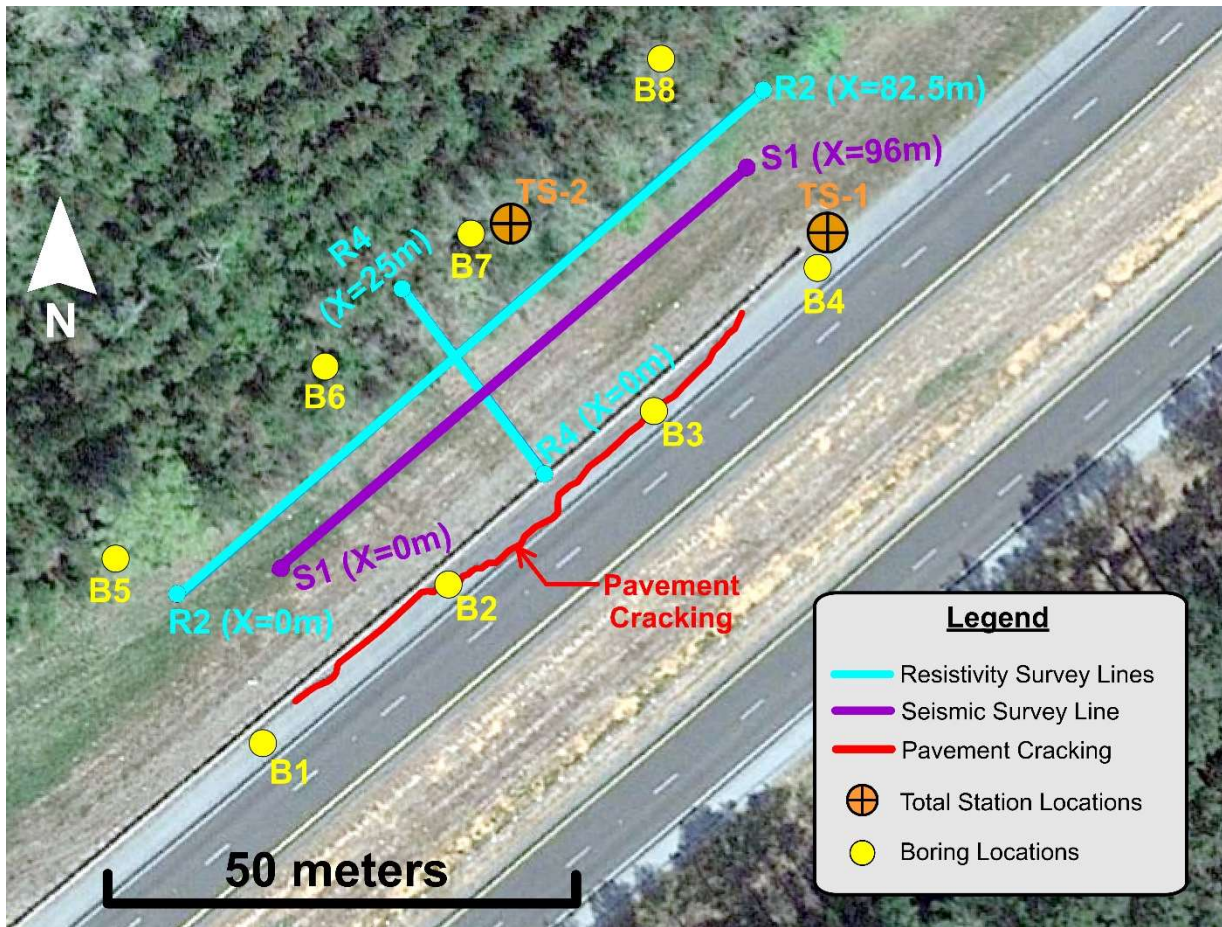 B8
R2 (X=82.5m)
S1 (X=96m)
TS-2
TS-1
R4
(X=25m)
B7
B4
N
B6
R4 (X=0m)
B3
B5
S1 (X=0m)
R2 (X=0m)
B2
Pavement
Cracking
B1
50 meters
Legend
Resistivity Survey Lines
Seismic Survey Line
Pavement Cracking
Total Station Locations
Boring Locations